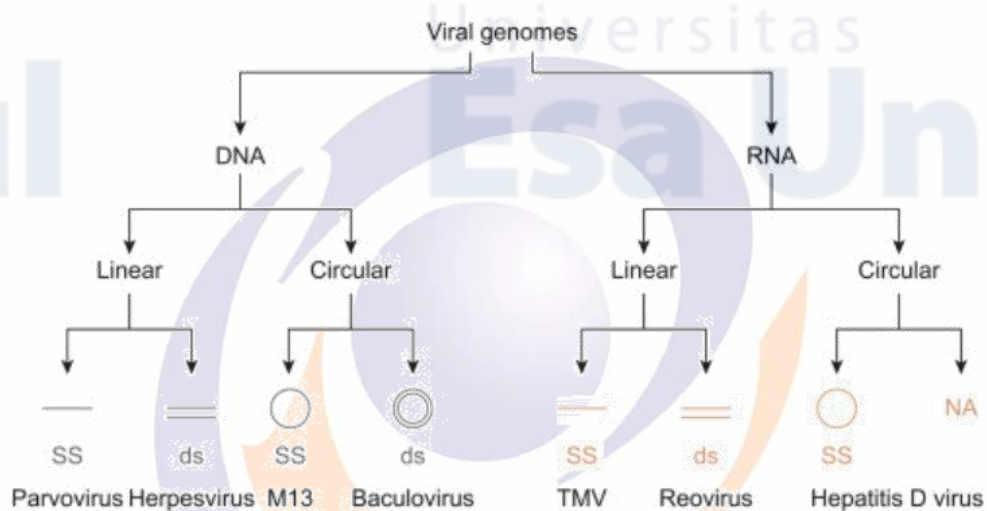 Universitas
Esa Un
ul
Viral genomes
DNA RNA
Linear Circular Linear Circular
NA
SS ds SS ds SS ds SS
Parvovirus Herpesvirus M13 Baculovirus TMV Reovirus Hepatitis D virus